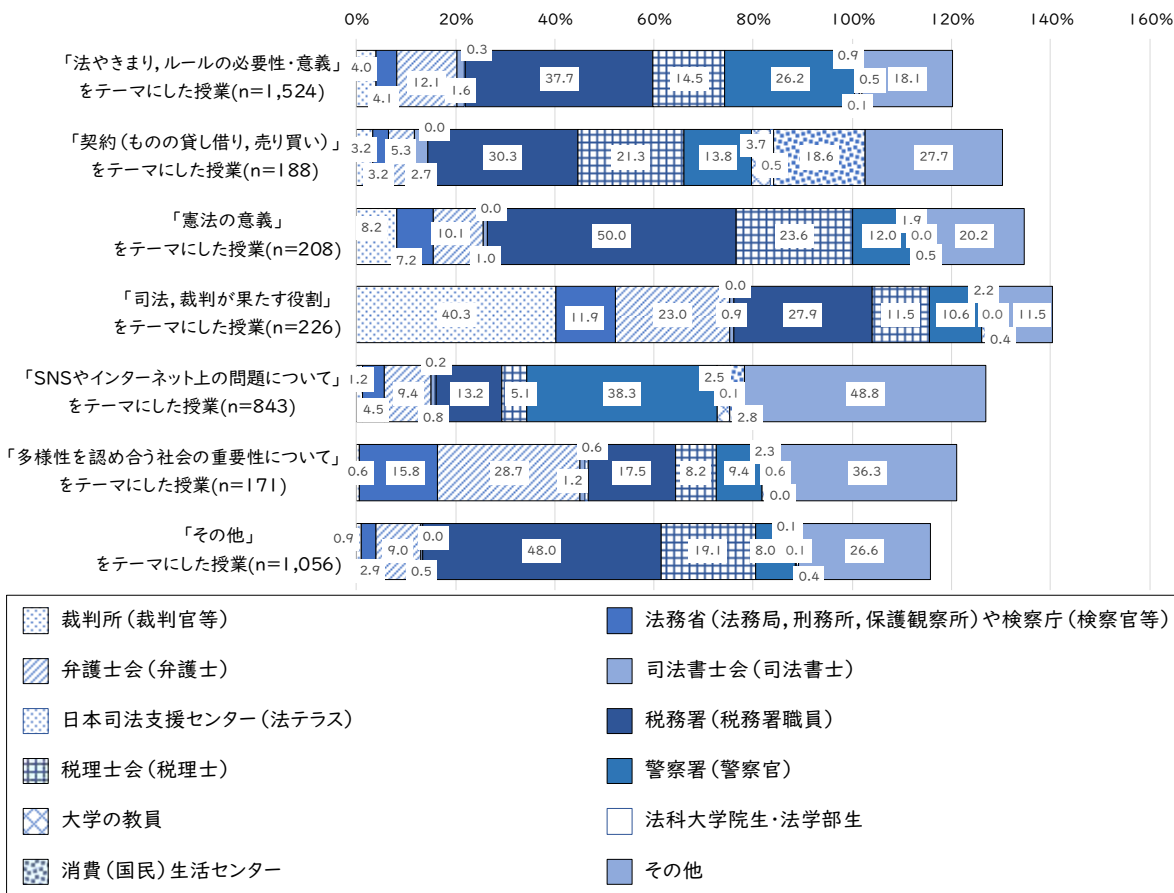 0% 20% 40% 60% 80% 100% 120% 140% 160%
「法やきまり,ルールの必要性・意義」
をテーマにした授業(n=1,524)
4.0 4.1 12.1 1.6 0.3 37.7 14.5 26.2 0.9 0.1 0.5 18.1
「契約(ものの貸し借り,売り買い)」
をテーマにした授業(n=188)
3.2 3.2 5.3 2.7 0.0 30.3 21.3 13.8 3.7 0.5 18.6 27.7
「憲法の意義」
をテーマにした授業(n=208)
8.2 7.2 10.1 1.0 0.0 50.0 23.6 12.0 1.9 0.0 0.5 20.2
「司法,裁判が果たす役割」
をテーマにした授業(n=226)
40.3 11.9 23.0 0.9 0.0 27.9 11.5 10.6 2.2 0.0 0.4 11.5
「SNSやインターネット上の問題について」
をテーマにした授業(n=843)
1.2 4.5 9.4 0.8 0.2 13.2 5.1 38.3 2.5 0.1 2.8 48.8
「多様性を認め合う社会の重要性について」
をテーマにした授業(n=171)
0.6 15.8 28.7 1.2 0.6 17.5 8.2 9.4 2.3 0.6 0.0 36.3
「その他」
をテーマにした授業(n=1,056)
0.9 2.9 9.0 0.5 0.0 48.0 19.1 8.0 0.1 0.1 0.4 26.6
裁判所(裁判官等)
法務省(法務局,刑務所,保護観察所)や検察庁(検察官等)
弁護士会(弁護士)
司法書士会(司法書士)
日本司法支援センター(法テラス)
税務署(税務署職員)
税理士会(税理士)
警察署(警察官)
大学の教員
法科大学院生・法学部生
消費(国民)生活センター
その他